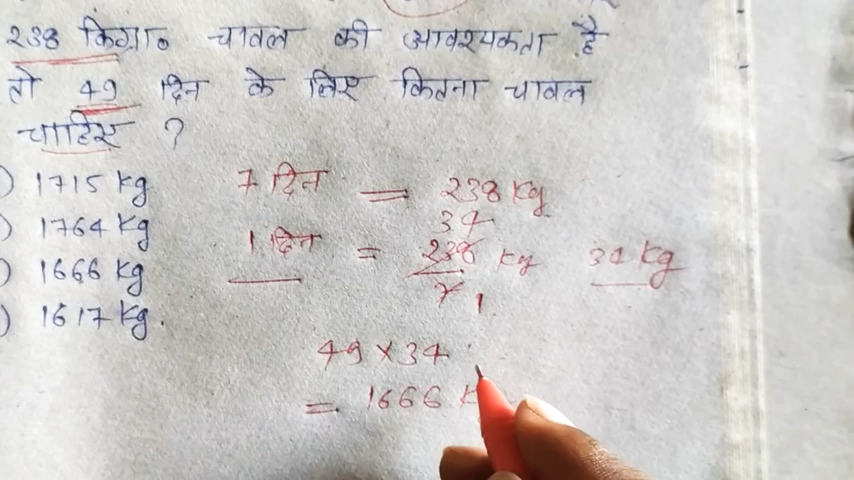 238 किग्रा० चावल की आवश्यकता है
तो 49 दिन के लिए कितना चावल
चाहिए ?
) 1715 kg
) 1764 kg
) 1666 kg
) 1617 kg.
7 दिन = 238 kg
34
1 दिन = 238 kg 34 kg
7 1
49 × 34
= 1666 K